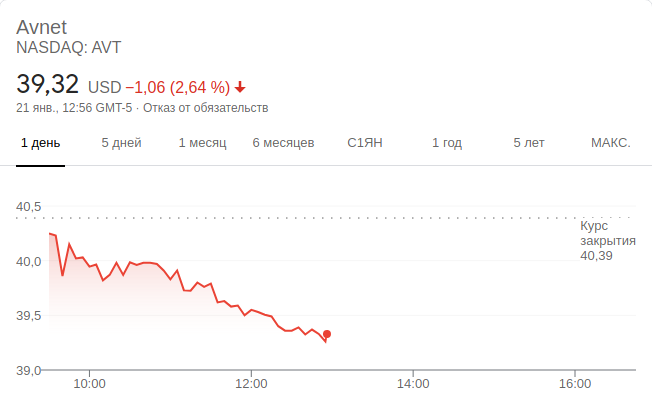 Avnet
NASDAQ: AVT
39,32 USD −1,06 (2,64 %)
21 янв., 12:56 GMT-5 · Отказ от обязательств
1 день 5 дней 1 месяц 6 месяцев С1ЯН 1 год 5 лет МАКС.
40,5
Курс
закрытия
40,39
40,0
39,5
39,0
10:00 12:00 14:00 16:00